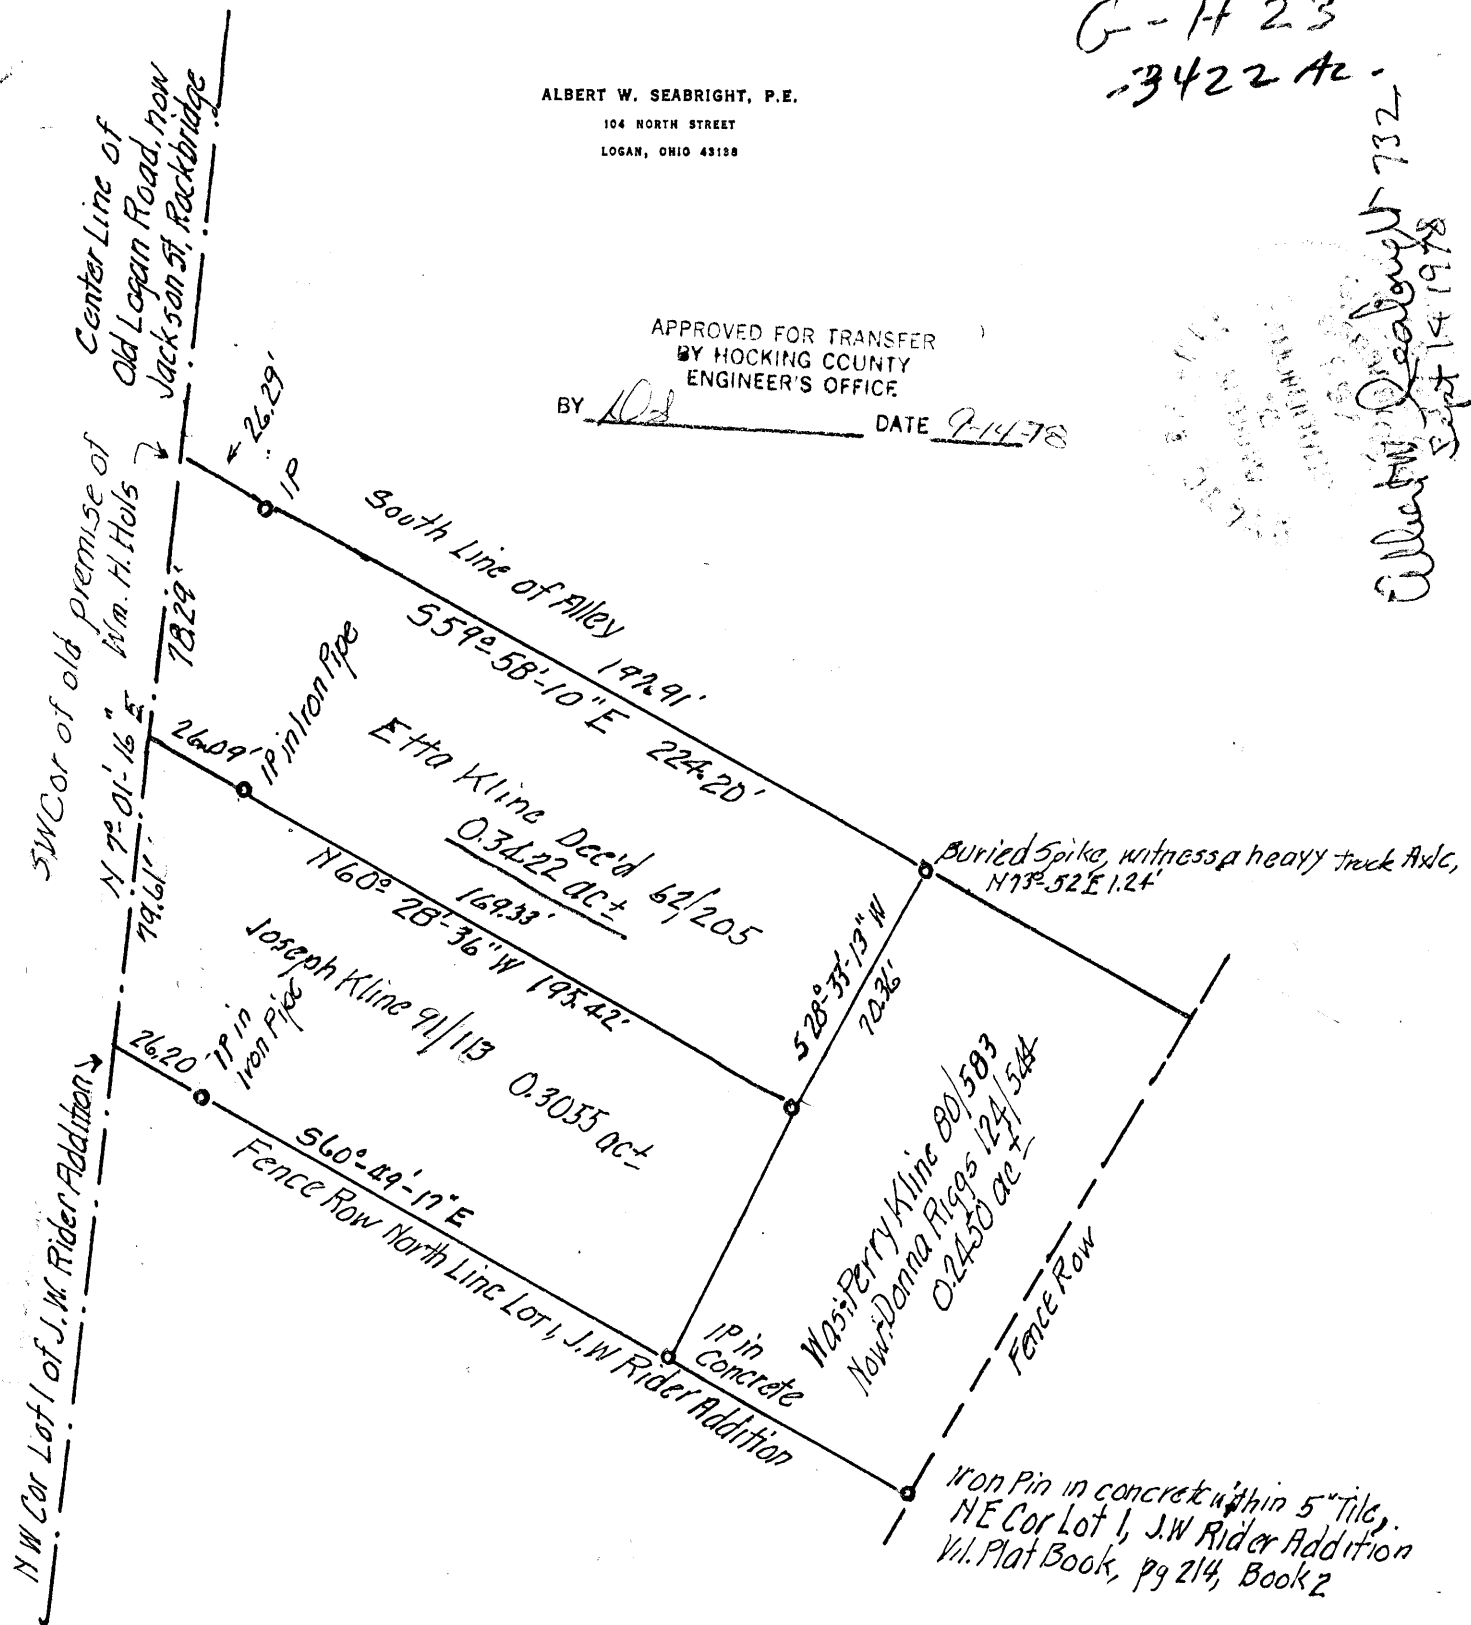 G-H 23
.3422 Ac.
ALBERT W. SEABRIGHT, P.E.
104 NORTH STREET
LOGAN, OHIO 43138
Albert W. Seabright 732
Sept 14 1978
Center Line of
Old Logan Road, now
Jackson St, Rockbridge
APPROVED FOR TRANSFER
BY HOCKING COUNTY
ENGINEER'S OFFICE
BY DATE 9-14-78
26.29'
IP
SW Cor of old premise of
Wm. H. Hols
South Line of Alley
197.91'
S59°-58'-10"E 224.20'
78.29'
N 7°-01'-16" E
79.61'
26.09'
IP in Iron Pipe
Etta Kline Dec'd 62/205
0.3422 ac±
169.33'
N60° 28'-36"W 195.42'
Buried Spike, witness a heavy truck Axle,
N73°-52'E 1.24'
S 28°-33'-13" W
70.36'
Joseph Kline 91/113 0.3055 ac±
26.20
IP in
Iron Pipe
S60°-49'-17"E
Fence Row North Line Lot 1, J.W Rider Addition
Was: Perry Kline 80/583
Now: Donna Riggs 124/544
0.2450 ac ±
Fence Row
IP in
Concrete
NW Cor Lot 1 of J.W. Rider Addition
Iron Pin in concrete within 5" Tile,
NE Cor Lot 1, J.W Rider Addition
Vil. Plat Book, pg 214, Book 2